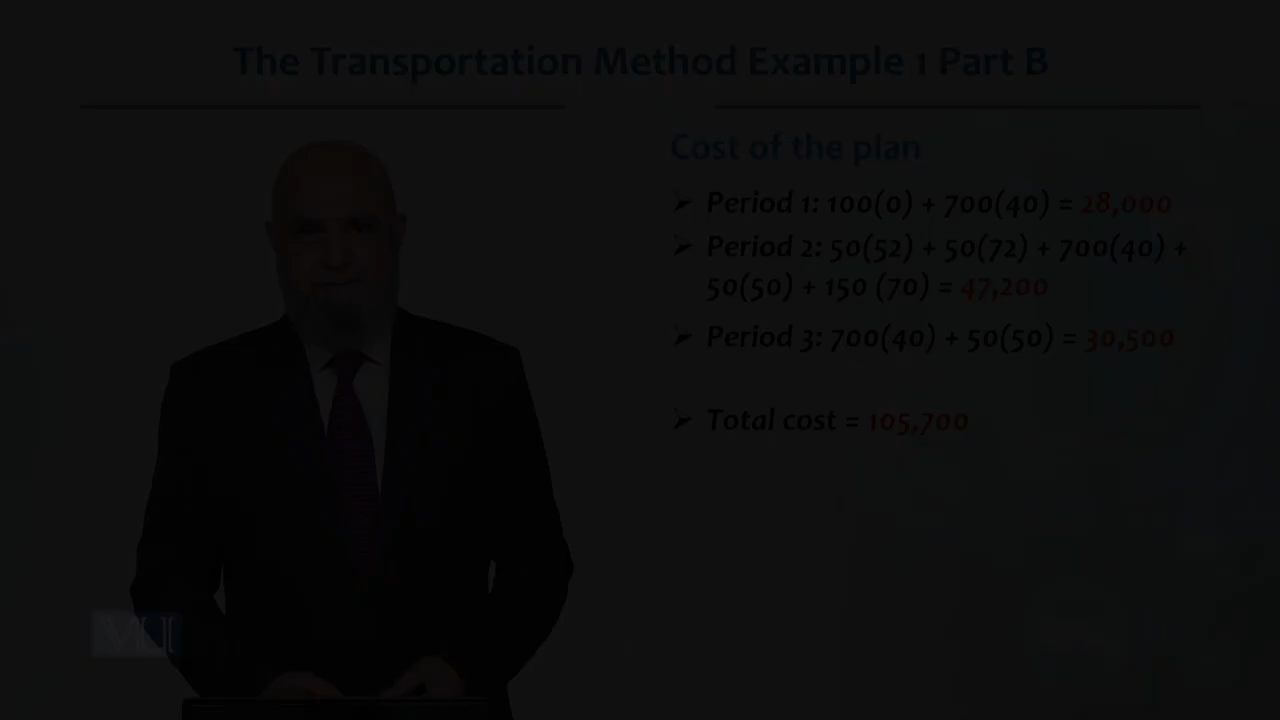 The Transportation Method Example 1 Part B
Cost of the plan
Period 1: 100(0) + 700(40) = 28,000
Period 2: 50(52) + 50(72) + 700(40) +
50(50) + 150 (70) = 47,200
Period 3: 700(40) + 50(50) = 30,500
Total cost = 105,700
VU